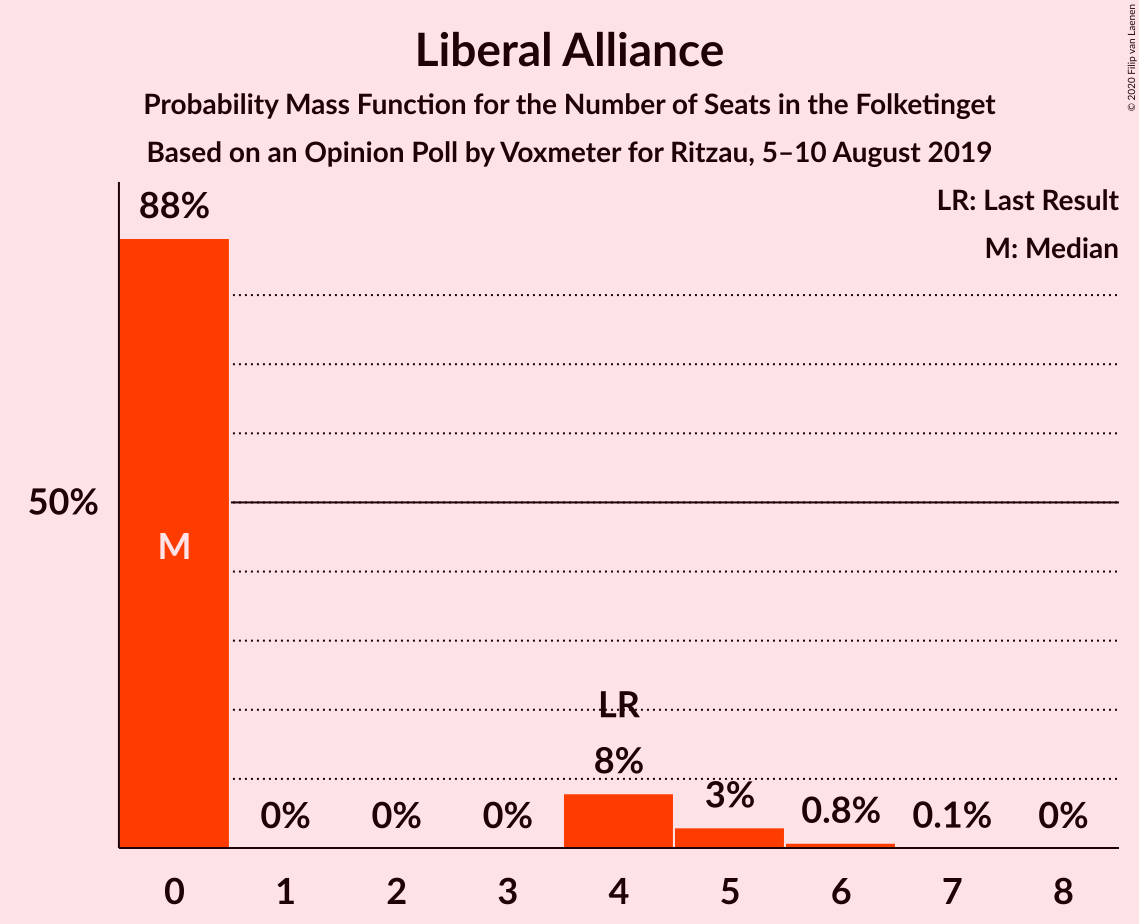 Liberal Alliance
Probability Mass Function for the Number of Seats in the Folketinget
Based on an Opinion Poll by Voxmeter for Ritzau, 5–10 August 2019
© 2020 Filip van Laenen
LR: Last Result
M: Median
88%
50%
M
LR
8%
3%
0%
0%
0%
0.8%
0.1%
0%
0 1 2 3 4 5 6 7 8